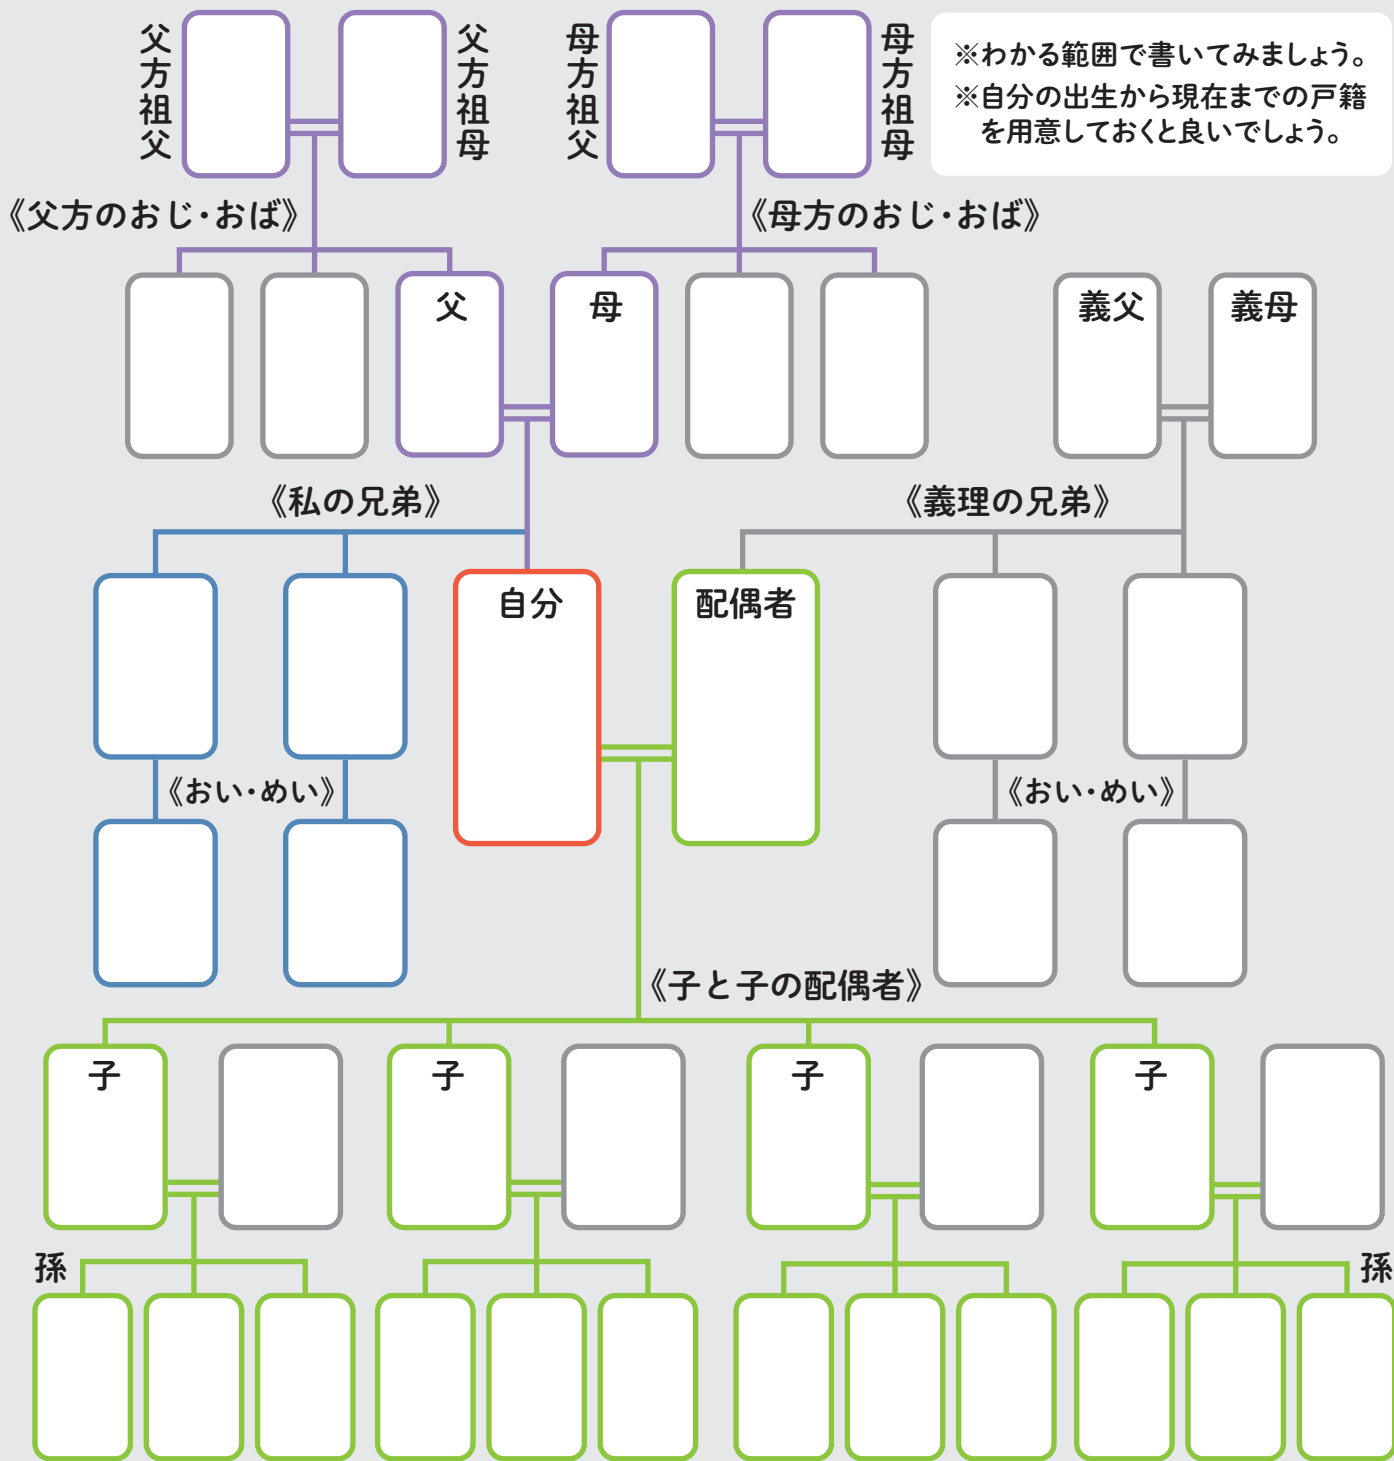 父方祖父
父方祖母
母方祖父
母方祖母
※わかる範囲で書いてみましょう。
※自分の出生から現在までの戸籍
を用意しておくと良いでしょう。
《父方のおじ・おば》
《母方のおじ・おば》
父
母
義父
義母
《私の兄弟》
《義理の兄弟》
自分
配偶者
《おい・めい》
《おい・めい》
《子と子の配偶者》
子
子
子
子
孫
孫